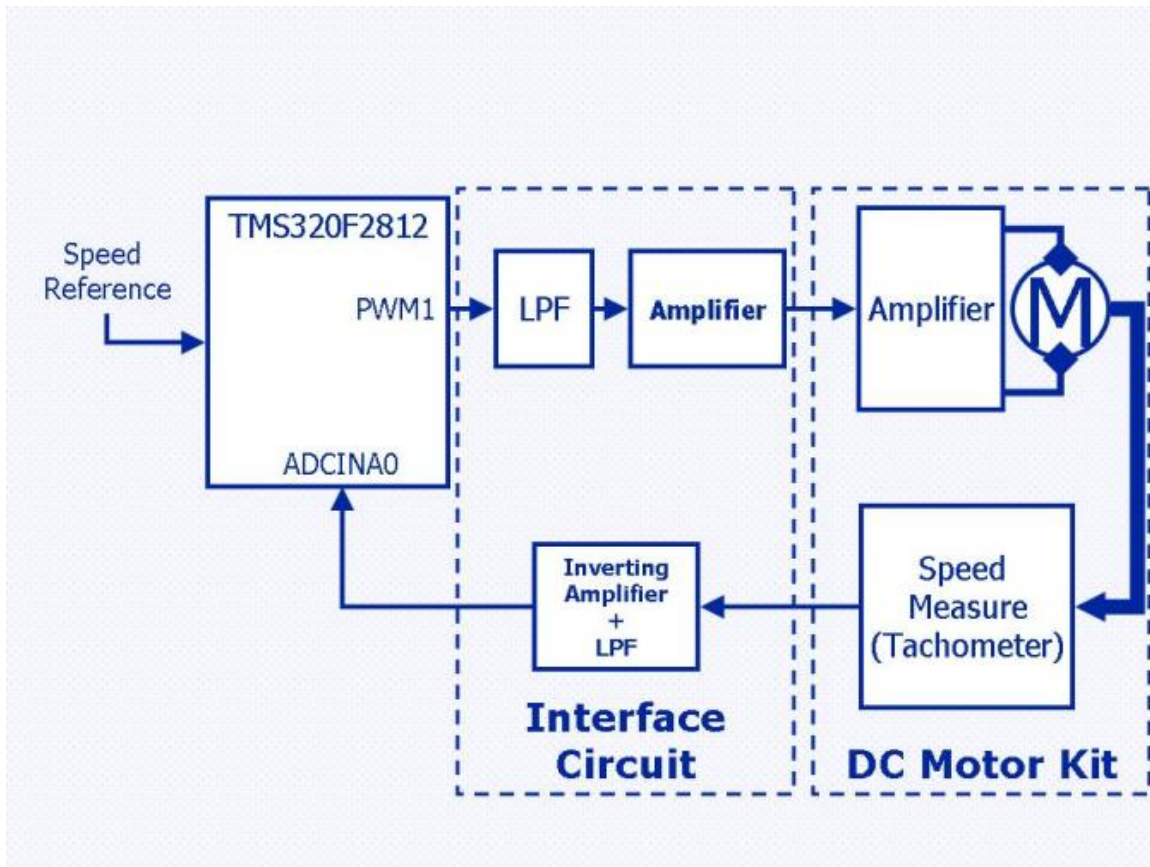 TMS320F2812
Speed
Reference
PWM1
LPF
Amplifier
Amplifier
M
ADCINA0
Inverting
Amplifier
+
LPF
Speed
Measure
(Tachometer)
Interface
Circuit
DC Motor Kit